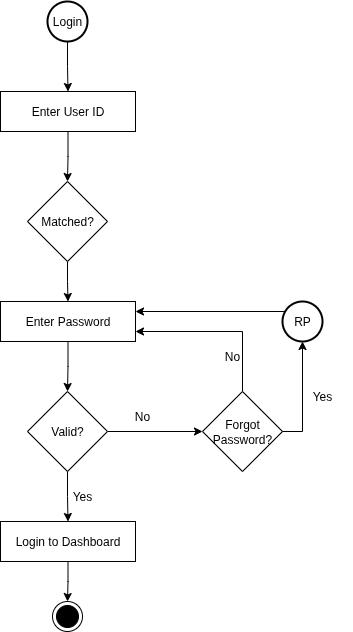 Login
Enter User ID
Matched?
Enter Password
RP
No
Yes
Valid?
No
Forgot
Password?
Yes
Login to Dashboard